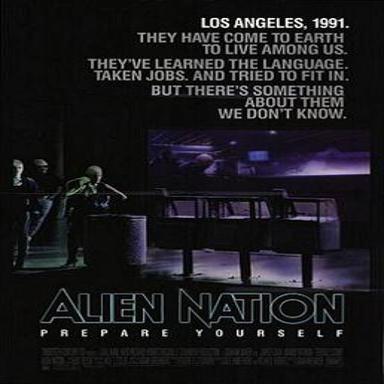 LOS ANGELES, 1991.
THEY HAVE COME TO EARTH
TO LIVE AMONG US.
THEY'VE LEARNED THE LANGUAGE.
TAKEN JOBS. AND TRIED TO FIT IN.
BUT THERE'S SOMETHING
ABOUT THEM
WE DON'T KNOW.
ALIEN NATION
PREPARE YOURSELF